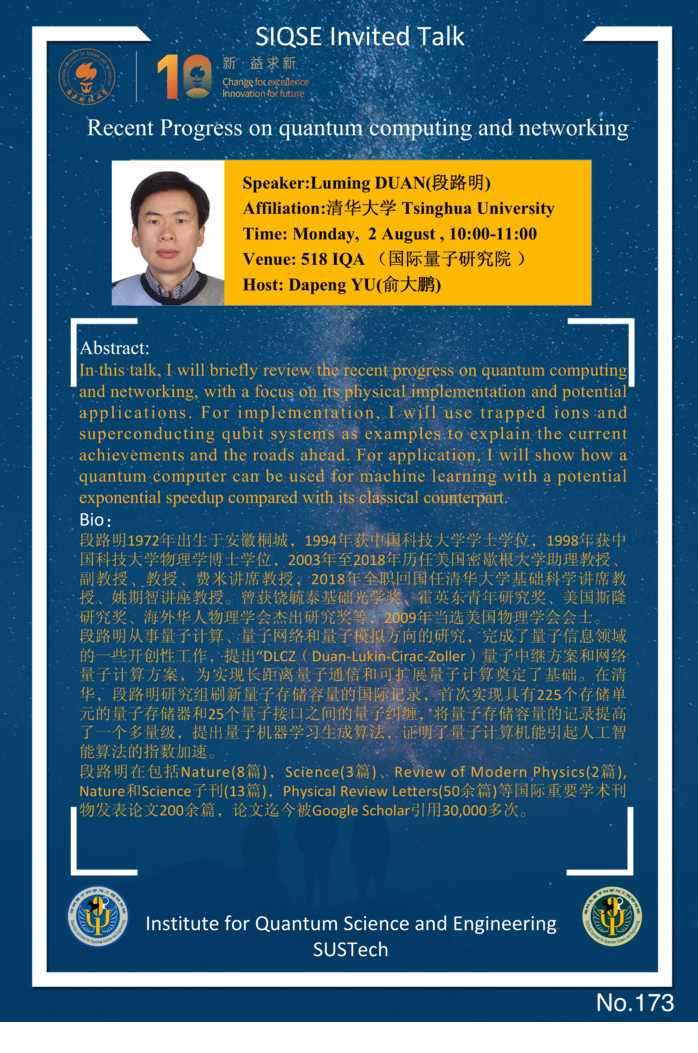 SIQSE Invited Talk
新·益求新
Change for excellence
Innovation for future
Recent Progress on quantum computing and networking
Speaker:Luming DUAN(段路明)
Affiliation:清华大学 Tsinghua University
Time: Monday, 2 August , 10:00-11:00
Venue: 518 IQA （国际量子研究院 ）
Host: Dapeng YU(俞大鹏)
Abstract:
In this talk, I will briefly review the recent progress on quantum computing
and networking, with a focus on its physical implementation and potential
applications. For implementation, I will use trapped ions and
superconducting qubit systems as examples to explain the current
achievements and the roads ahead. For application, I will show how a
quantum computer can be used for machine learning with a potential
exponential speedup compared with its classical counterpart.
Bio：
段路明1972年出生于安徽桐城，1994年获中国科技大学学士学位，1998年获中
国科技大学物理学博士学位，2003年至2018年历任美国密歇根大学助理教授、
副教授、教授、费米讲席教授，2018年全职回国任清华大学基础科学讲席教
授、姚期智讲座教授。曾获饶毓泰基础光学奖、霍英东青年研究奖、美国斯隆
研究奖、海外华人物理学会杰出研究奖等，2009年当选美国物理学会会士。
段路明从事量子计算、量子网络和量子模拟方向的研究，完成了量子信息领域
的一些开创性工作，提出“DLCZ（Duan-Lukin-Cirac-Zoller）量子中继方案和网络
量子计算方案，为实现长距离量子通信和可扩展量子计算奠定了基础。在清
华，段路明研究组刷新量子存储容量的国际记录，首次实现具有225个存储单
元的量子存储器和25个量子接口之间的量子纠缠，将量子存储容量的记录提高
了一个多量级，提出量子机器学习生成算法，证明了量子计算机能引起人工智
能算法的指数加速。
段路明在包括Nature(8篇)，Science(3篇)、Review of Modern Physics(2篇),
Nature和Science子刊(13篇)，Physical Review Letters(50余篇)等国际重要学术刊
物发表论文200余篇，论文迄今被Google Scholar引用30,000多次。
Institute for Quantum Science and Engineering
SUSTech
No.173